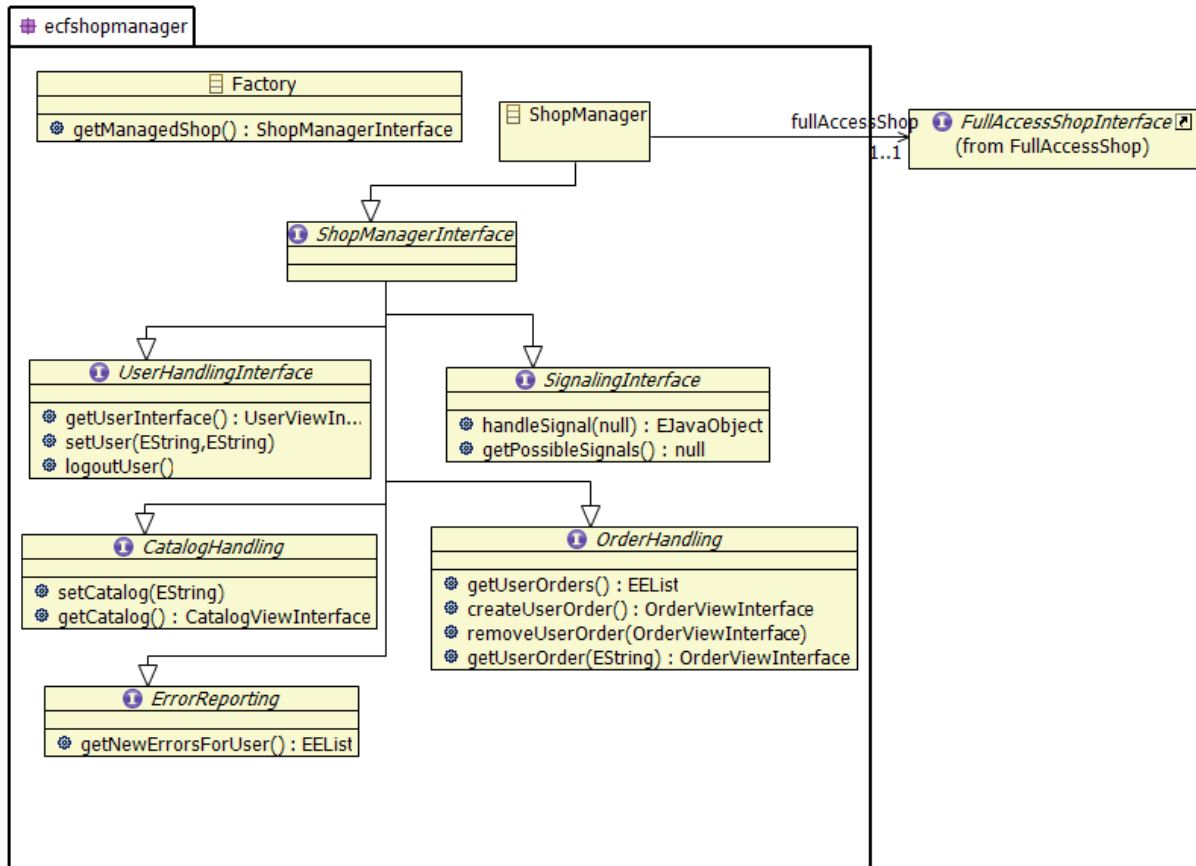 ecfshopmanager
Factory
getManagedShop() : ShopManagerInterface
ShopManager
fullAccessShop
1..1
FullAccessShopInterface
(from FullAccessShop)
ShopManagerInterface
UserHandlingInterface
getUserInterface() : UserViewIn...
setUser(EString,EString)
logoutUser()
SignalingInterface
handleSignal(null) : EJavaObject
getPossibleSignals() : null
CatalogHandling
setCatalog(EString)
getCatalog() : CatalogViewInterface
OrderHandling
getUserOrders() : EEList
createUserOrder() : OrderViewInterface
removeUserOrder(OrderViewInterface)
getUserOrder(EString) : OrderViewInterface
ErrorReporting
getNewErrorsForUser() : EEList